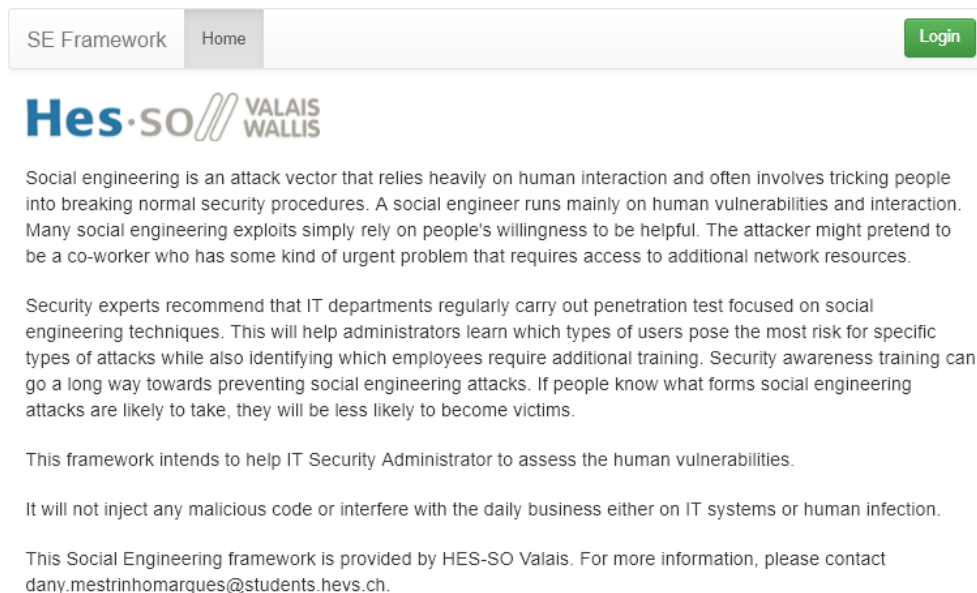 SE Framework Home Login
Hes·so VALAIS
WALLIS
Social engineering is an attack vector that relies heavily on human interaction and often involves tricking people
into breaking normal security procedures. A social engineer runs mainly on human vulnerabilities and interaction.
Many social engineering exploits simply rely on people's willingness to be helpful. The attacker might pretend to
be a co-worker who has some kind of urgent problem that requires access to additional network resources.
Security experts recommend that IT departments regularly carry out penetration test focused on social
engineering techniques. This will help administrators learn which types of users pose the most risk for specific
types of attacks while also identifying which employees require additional training. Security awareness training can
go a long way towards preventing social engineering attacks. If people know what forms social engineering
attacks are likely to take, they will be less likely to become victims.
This framework intends to help IT Security Administrator to assess the human vulnerabilities.
It will not inject any malicious code or interfere with the daily business either on IT systems or human infection.
This Social Engineering framework is provided by HES-SO Valais. For more information, please contact
dany.mestrinhomarques@students.hevs.ch.